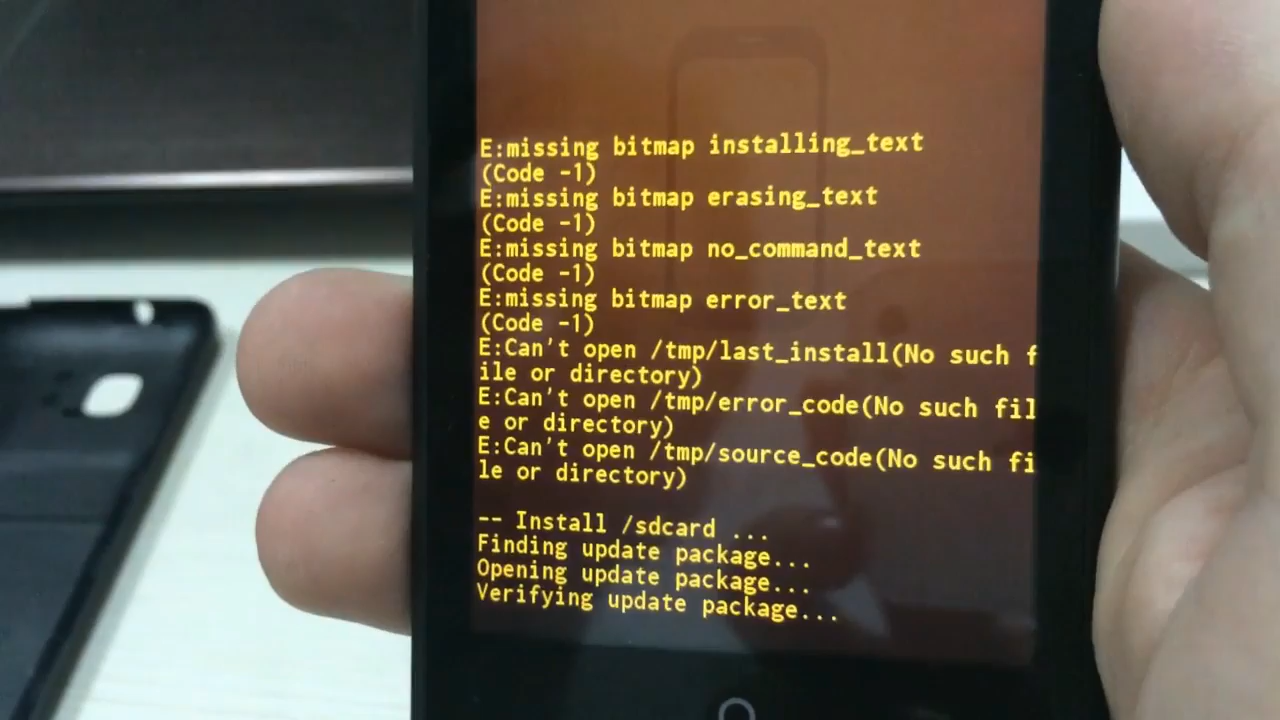 E:missing bitmap installing_text
(Code -1)
E:missing bitmap erasing_text
(Code -1)
E:missing bitmap no_command_text
(Code -1)
E:missing bitmap error_text
(Code -1)
E:Can't open /tmp/last_install(No such f
ile or directory)
E:Can't open /tmp/error_code(No such fil
e or directory)
E:Can't open /tmp/source_code(No such fi
le or directory)
-- Install /sdcard ...
Finding update package...
Opening update package...
Verifying update package...